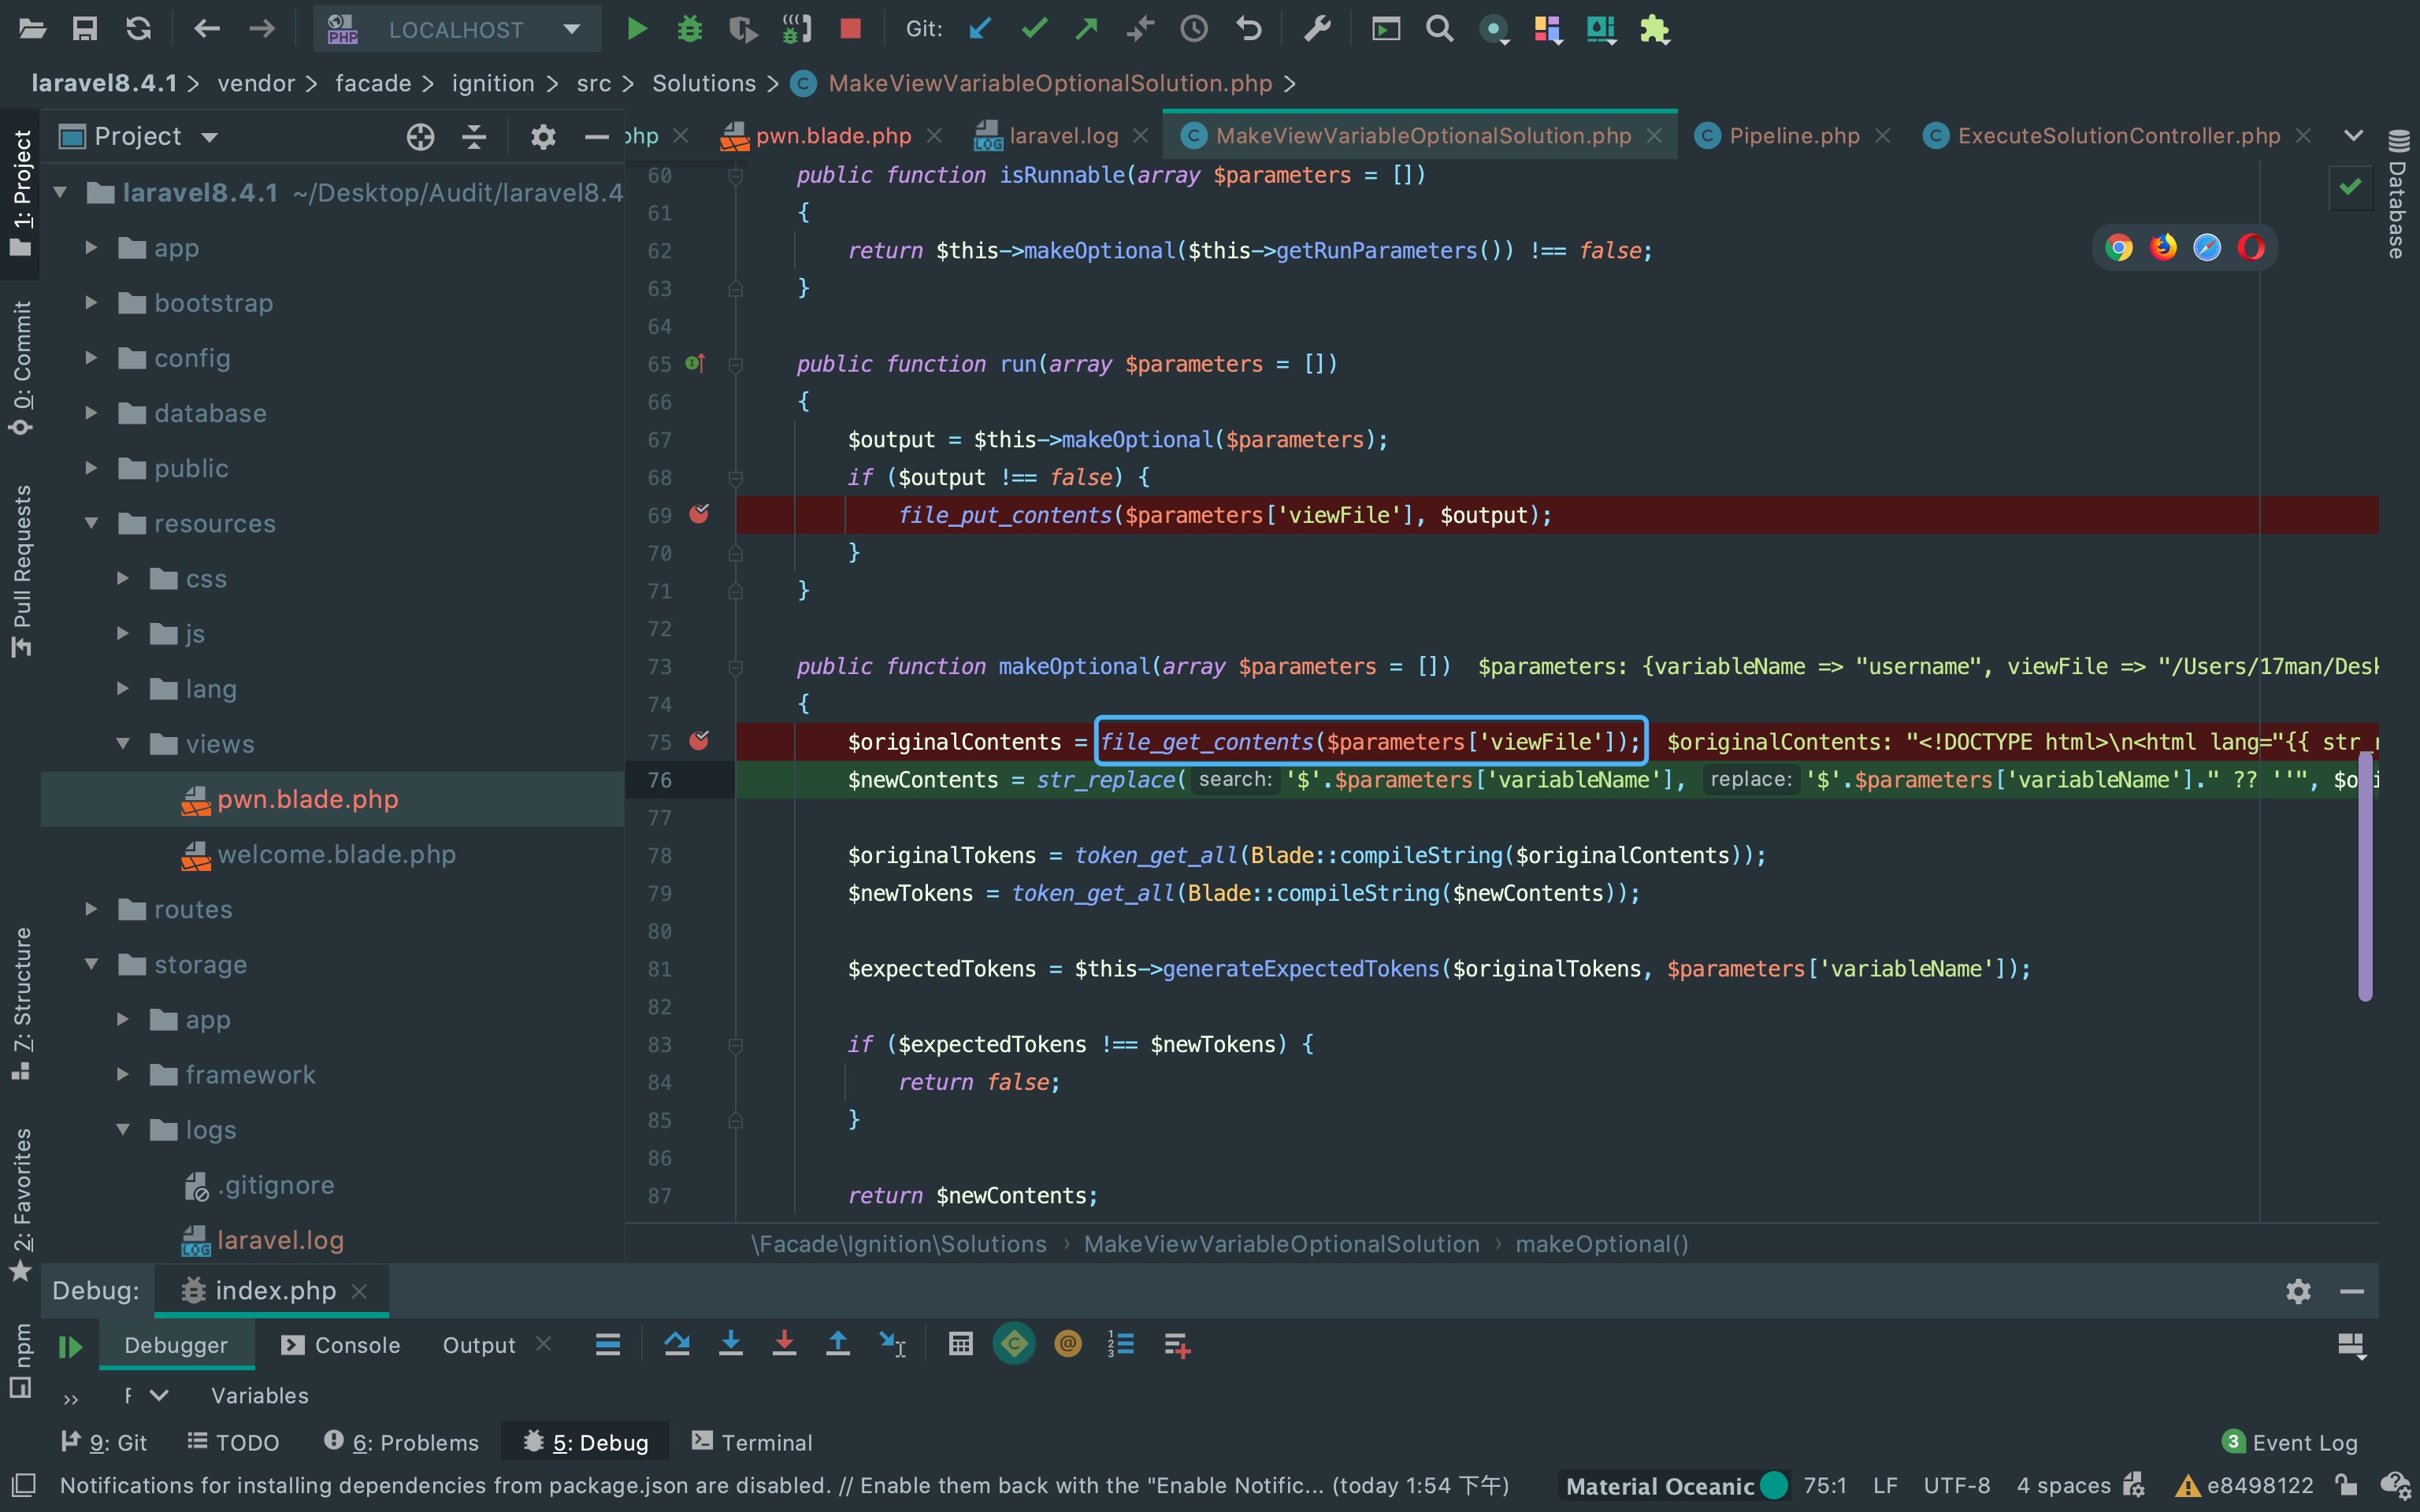 LOCALHOST
Git:
laravel8.4.1 > vendor > facade > ignition > src > Solutions > MakeViewVariableOptionalSolution.php >
Project
php
pwn.blade.php
laravel.log
MakeViewVariableOptionalSolution.php
Pipeline.php
ExecuteSolutionController.php
1: Project
0: Commit
Pull Requests
7: Structure
2: Favorites
npm
Database
laravel8.4.1 ~/Desktop/Audit/laravel8.4
app
bootstrap
config
database
public
resources
css
js
lang
views
pwn.blade.php
welcome.blade.php
routes
storage
app
framework
logs
.gitignore
laravel.log
60 public function isRunnable(array $parameters = [])
61 {
62 return $this->makeOptional($this->getRunParameters()) !== false;
63 }
64
65 public function run(array $parameters = [])
66 {
67 $output = $this->makeOptional($parameters);
68 if ($output !== false) {
69 file_put_contents($parameters['viewFile'], $output);
70 }
71 }
72
73 public function makeOptional(array $parameters = []) $parameters: {variableName => "username", viewFile => "/Users/17man/Desk
74 {
75 $originalContents = file_get_contents($parameters['viewFile']); $originalContents: "<!DOCTYPE html>\n<html lang="{{ str_r
76 $newContents = str_replace( search: '$'.$parameters['variableName'], replace: '$'.$parameters['variableName']." ?? ''", $ori
77
78 $originalTokens = token_get_all(Blade::compileString($originalContents));
79 $newTokens = token_get_all(Blade::compileString($newContents));
80
81 $expectedTokens = $this->generateExpectedTokens($originalTokens, $parameters['variableName']);
82
83 if ($expectedTokens !== $newTokens) {
84 return false;
85 }
86
87 return $newContents;
\Facade\Ignition\Solutions › MakeViewVariableOptionalSolution › makeOptional()
Debug: index.php
Debugger Console Output
F Variables
9: Git TODO 6: Problems 5: Debug Terminal 3 Event Log
Notifications for installing dependencies from package.json are disabled. // Enable them back with the "Enable Notific... (today 1:54 下午) Material Oceanic 75:1 LF UTF-8 4 spaces e8498122